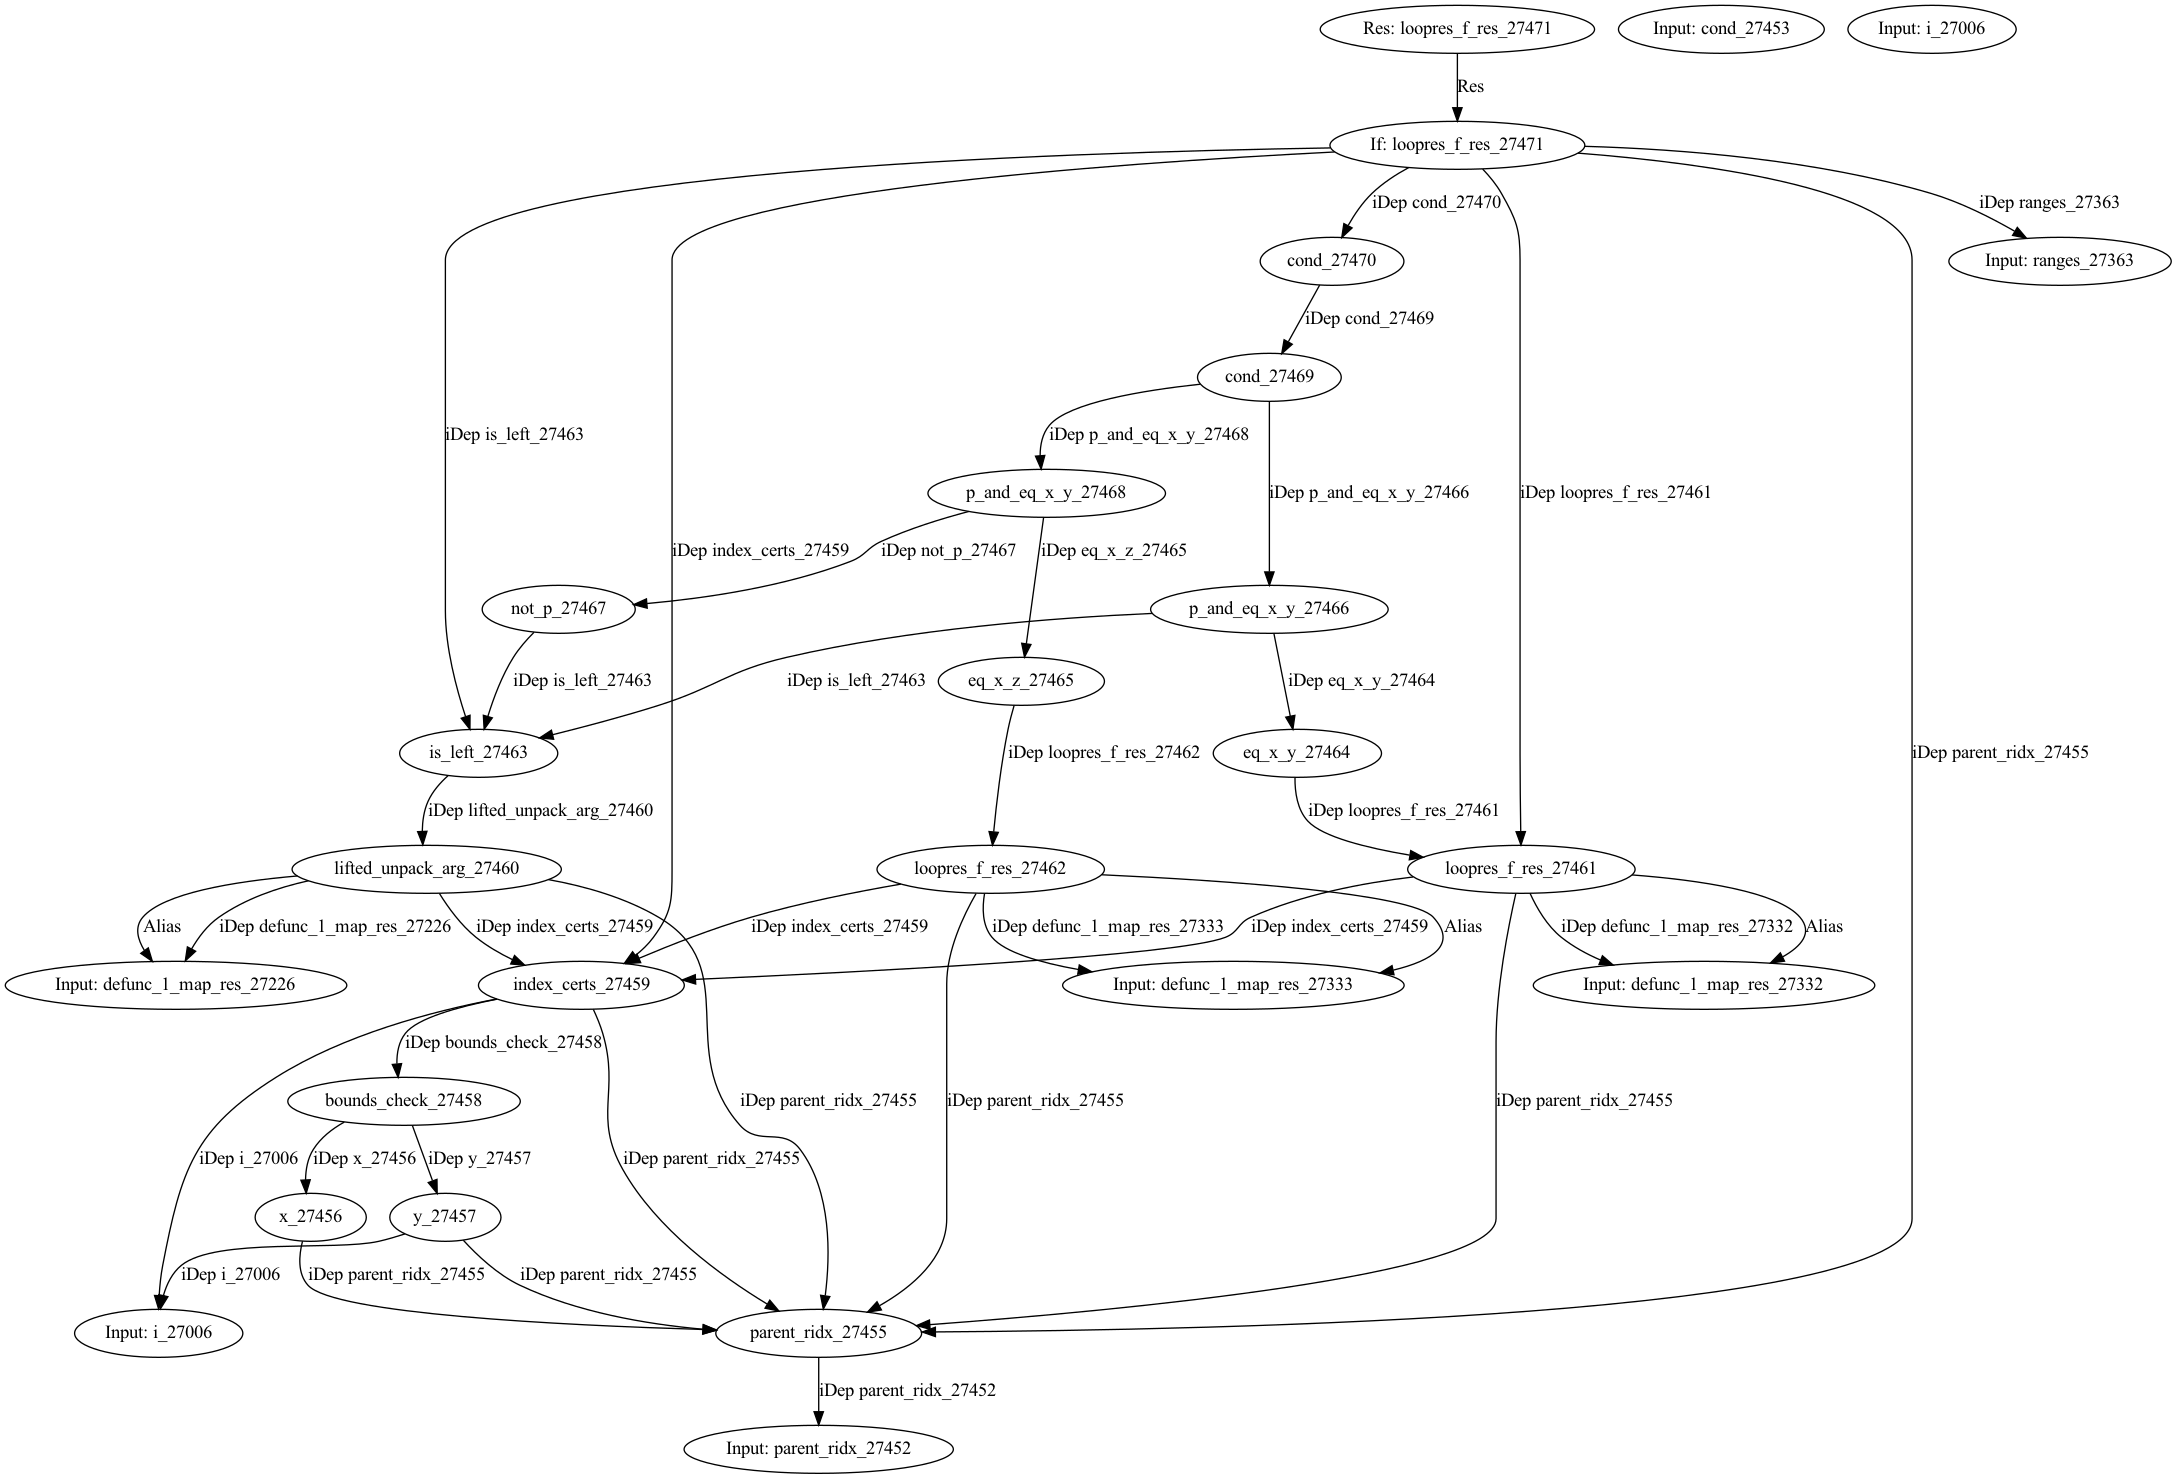 Res: loopres_f_res_27471
Input: cond_27453
Input: i_27006
Res
If: loopres_f_res_27471
iDep cond_27470
iDep ranges_27363
cond_27470
Input: ranges_27363
iDep cond_27469
cond_27469
iDep is_left_27463
iDep p_and_eq_x_y_27468
p_and_eq_x_y_27468
iDep p_and_eq_x_y_27466
iDep loopres_f_res_27461
iDep index_certs_27459
iDep not_p_27467
iDep eq_x_z_27465
not_p_27467
p_and_eq_x_y_27466
iDep is_left_27463
iDep is_left_27463
eq_x_z_27465
iDep eq_x_y_27464
is_left_27463
iDep loopres_f_res_27462
eq_x_y_27464
iDep parent_ridx_27455
iDep lifted_unpack_arg_27460
iDep loopres_f_res_27461
lifted_unpack_arg_27460
loopres_f_res_27462
loopres_f_res_27461
Alias
iDep defunc_1_map_res_27226
iDep index_certs_27459
iDep index_certs_27459
iDep defunc_1_map_res_27333
iDep index_certs_27459
Alias
iDep defunc_1_map_res_27332
Alias
Input: defunc_1_map_res_27226
index_certs_27459
Input: defunc_1_map_res_27333
Input: defunc_1_map_res_27332
iDep bounds_check_27458
bounds_check_27458
iDep parent_ridx_27455
iDep parent_ridx_27455
iDep parent_ridx_27455
iDep i_27006
iDep x_27456
iDep y_27457
iDep parent_ridx_27455
x_27456
y_27457
iDep i_27006
iDep parent_ridx_27455
iDep parent_ridx_27455
Input: i_27006
parent_ridx_27455
iDep parent_ridx_27452
Input: parent_ridx_27452